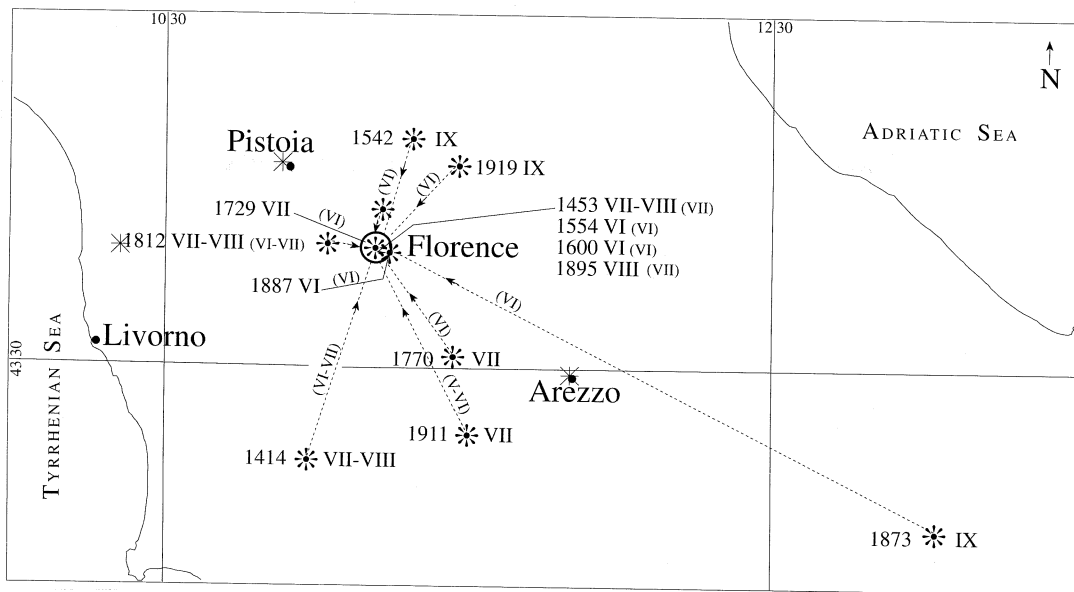 10 30
12 30
N
ADRIATIC SEA
Pistoia
1542 IX
(VI)
1919 IX
(VI)
1729 VII
(VI)
1453 VII-VIII (VII)
1554 VI (VI)
1600 VI (VI)
1895 VIII (VII)
1812 VII-VIII (VI-VII)
Florence
1887 VI
(VI)
(VI)
Livorno
43 30
TYRRHENIAN SEA
(VI-VII)
(VI)
1770 VII
(V-VI)
Arezzo
1911 VII
1414 VII-VIII
1873 IX